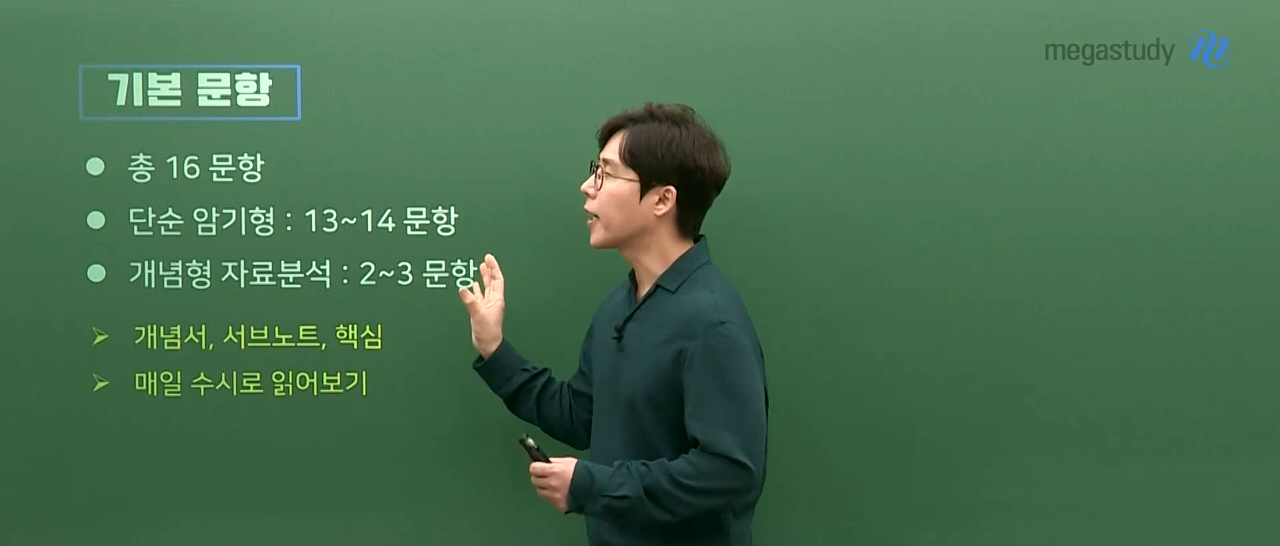 megastudy
기본 문항
총 16 문항
단순 암기형 : 13~14 문항
개념형 자료분석 : 2~3 문항
개념서, 서브노트, 핵심
매일 수시로 읽어보기